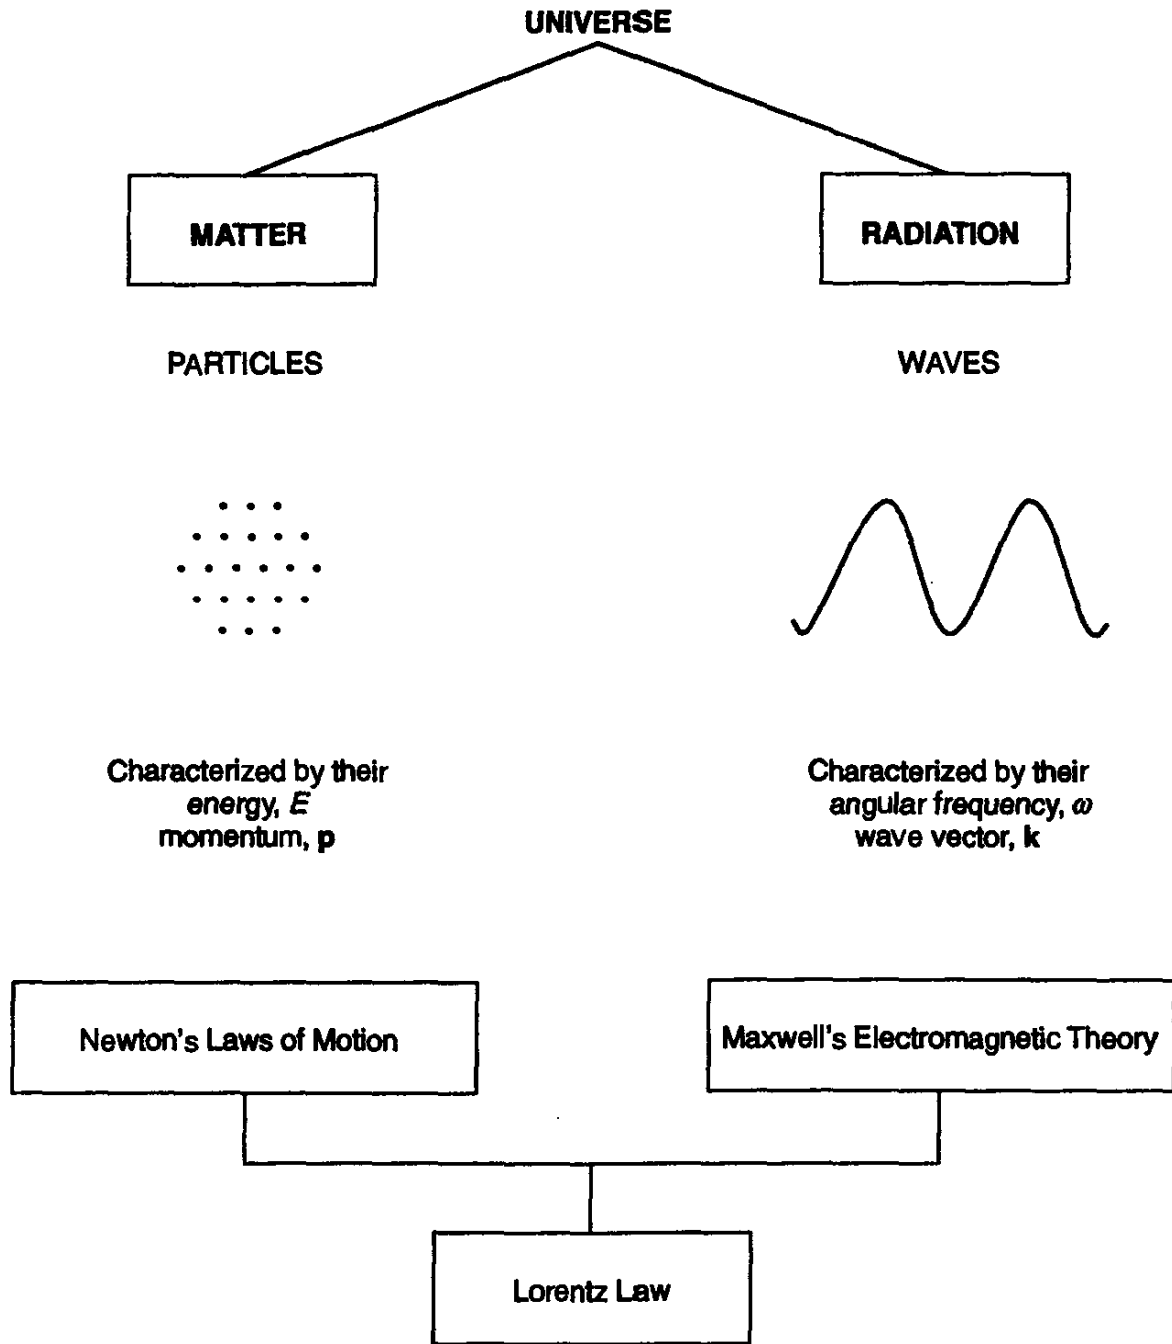 UNIVERSE
MATTER
RADIATION
PARTICLES
WAVES
Characterized by their
energy, E
momentum, p
Characterized by their
angular frequency, ω
wave vector, k
Newton's Laws of Motion
Maxwell's Electromagnetic Theory
Lorentz Law